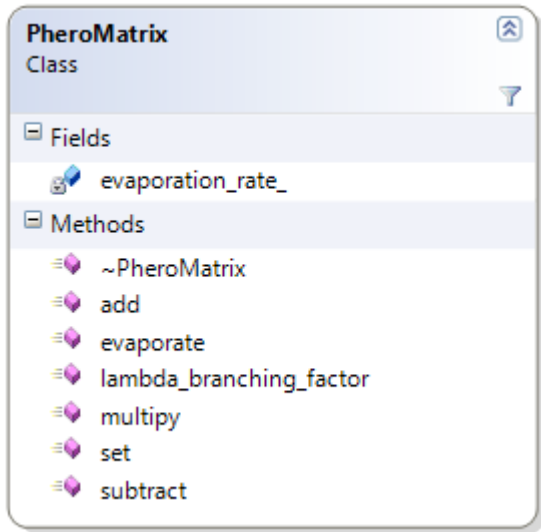 PheroMatrix
Class
Fields
evaporation_rate_
Methods
~PheroMatrix
add
evaporate
lambda_branching_factor
multipy
set
subtract